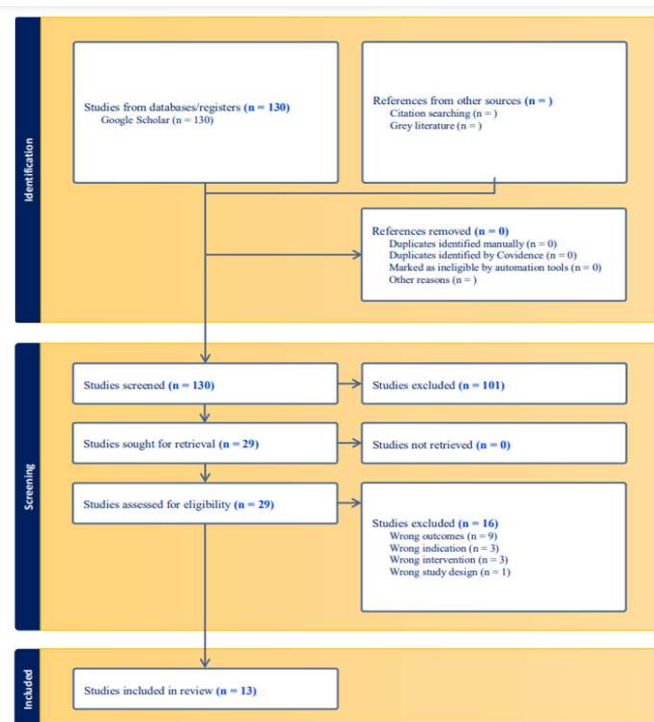 Identification
Studies from databases/registers (n = 130)
Google Scholar (n = 130)
References from other sources (n = )
Citation searching (n = )
Grey literature (n = )
References removed (n = 0)
Duplicates identified manually (n = 0)
Duplicates identified by Covidence (n = 0)
Marked as ineligible by automation tools (n = 0)
Other reasons (n = )
Screening
Studies screened (n = 130)
Studies excluded (n = 101)
Studies sought for retrieval (n = 29)
Studies not retrieved (n = 0)
Studies assessed for eligibility (n = 29)
Studies excluded (n = 16)
Wrong outcomes (n = 9)
Wrong indication (n = 3)
Wrong intervention (n = 3)
Wrong study design (n = 1)
Included
Studies included in review (n = 13)